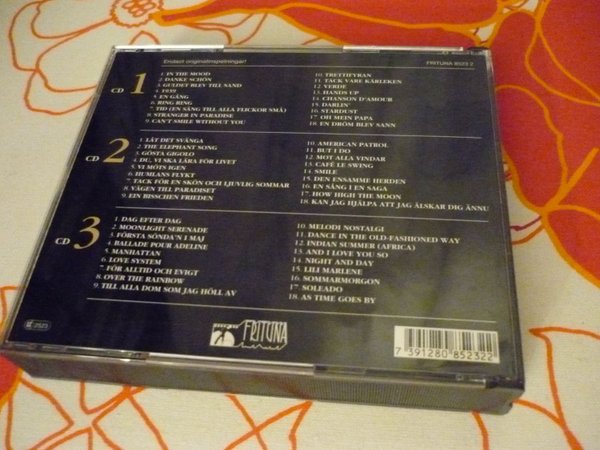 Endast originalinspelningar!
FRITUNA 8523 2
CD 1
1. IN THE MOOD
2. DANKE SCHÖN
3. GULDET BLEV TILL SAND
4. 1939
5. EN GÅNG
6. RING RING
7. TID (EN SÅNG TILL ALLA FLICKOR SMÅ)
8. STRANGER IN PARADISE
9. CAN'T SMILE WITHOUT YOU
10. TRETTIFYRAN
11. TACK VARE KÄRLEKEN
12. VERDE
13. HANDS UP
14. CHANSON D'AMOUR
15. DARLIN'
16. STARDUST
17. OH MEIN PAPA
18. EN DRÖM BLEV SANN
CD 2
1. LÅT DET SVÄNGA
2. THE ELEPHANT SONG
3. GÖSTA GIGOLO
4. DU, VI SKA LÄRA FÖR LIVET
5. VI MÖTS IGEN
6. HUMLANS FLYKT
7. TACK FÖR EN SKÖN OCH LJUVLIG SOMMAR
8. VÄGEN TILL PARADISET
9. EIN BISSCHEN FRIEDEN
10. AMERICAN PATROL
11. BUT I DO
12. MOT ALLA VINDAR
13. CAFÉ LE SWING
14. SMILE
15. DEN ENSAMME HERDEN
16. EN SÅNG I EN SAGA
17. HOW HIGH THE MOON
18. KAN JAG HJÄLPA ATT JAG ÄLSKAR DIG ÄNNU
CD 3
1. DAG EFTER DAG
2. MOONLIGHT SERENADE
3. FÖRSTA SÖNDA'N I MAJ
4. BALLADE POUR ADELINE
5. MANHATTAN
6. LOVE SYSTEM
7. FÖR ALLTID OCH EVIGT
8. OVER THE RAINBOW
9. TILL ALLA DOM SOM JAG HÖLL AV
10. MELODI NOSTALGI
11. DANCE IN THE OLD-FASHIONED WAY
12. INDIAN SUMMER (AFRICA)
13. AND I LOVE YOU SO
14. NIGHT AND DAY
15. LILI MARLENE
16. SOMMARMORGON
17. SOLEADO
18. AS TIME GOES BY
FRITUNA
7 391280 852322